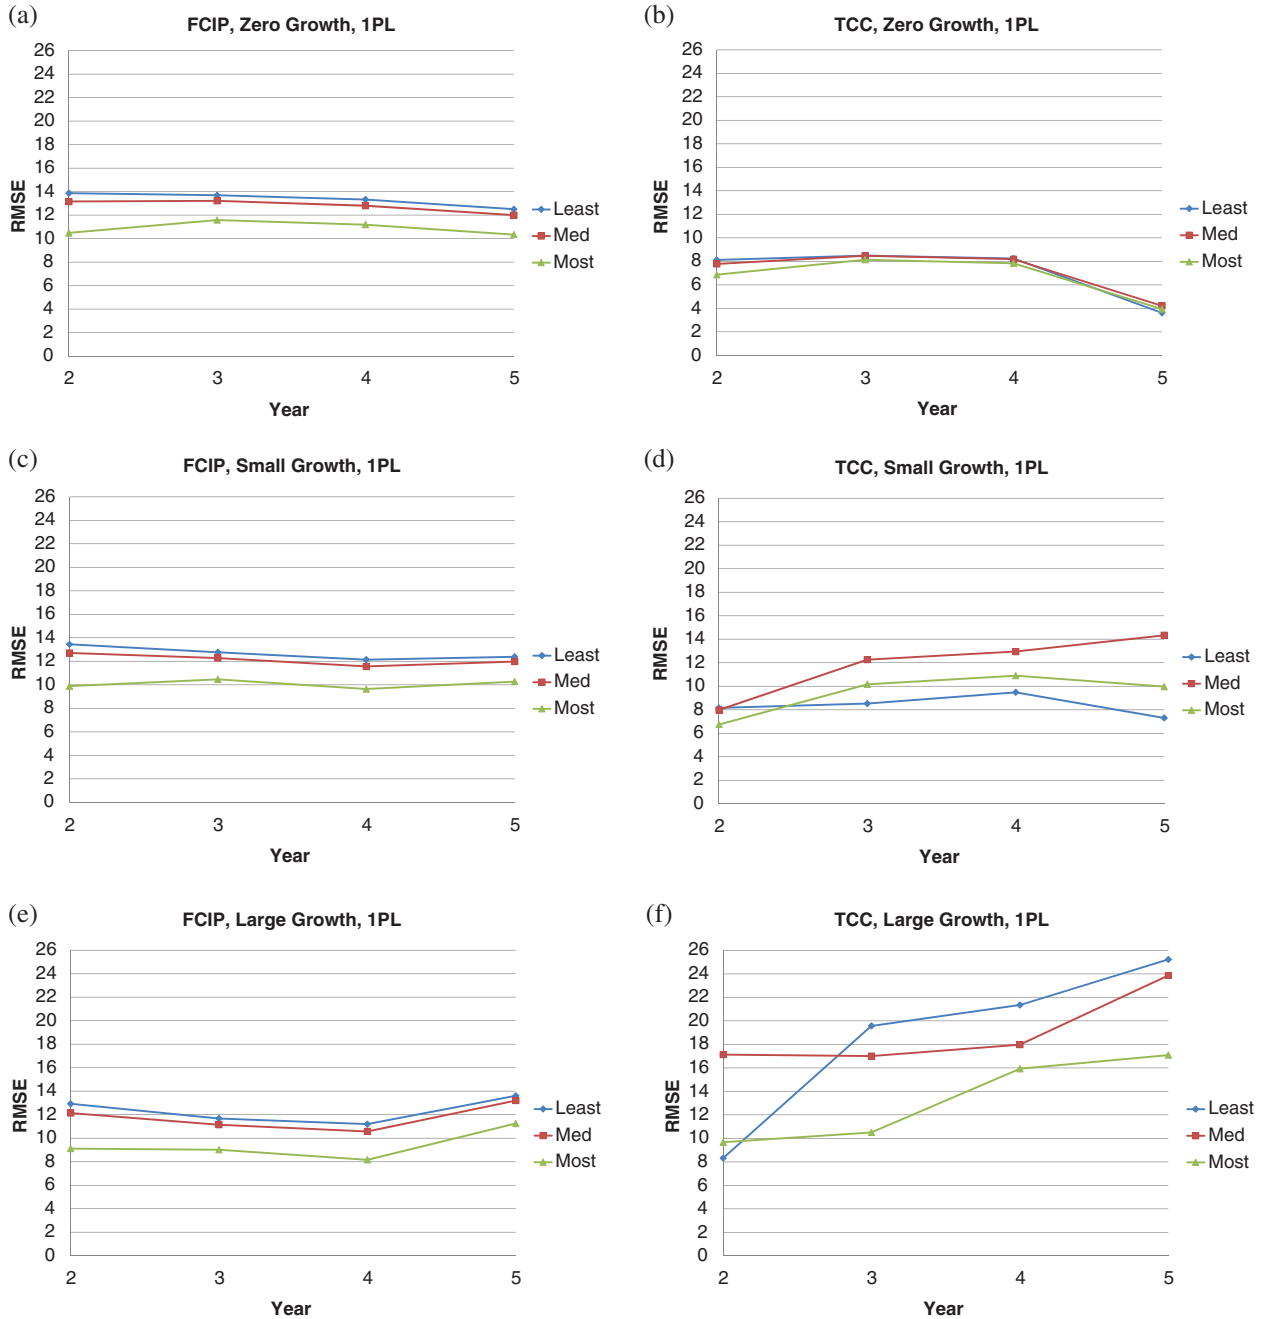 (a)
FCIP, Zero Growth, 1PL
26
24
22
20
18
16
14
12
10
8
6
4
2
0
RMSE
2 3 4 5
Year
Least
Med
Most
(b)
TCC, Zero Growth, 1PL
26
24
22
20
18
16
14
12
10
8
6
4
2
0
RMSE
2 3 4 5
Year
Least
Med
Most
(c)
FCIP, Small Growth, 1PL
26
24
22
20
18
16
14
12
10
8
6
4
2
0
RMSE
2 3 4 5
Year
Least
Med
Most
(d)
TCC, Small Growth, 1PL
26
24
22
20
18
16
14
12
10
8
6
4
2
0
RMSE
2 3 4 5
Year
Least
Med
Most
(e)
FCIP, Large Growth, 1PL
26
24
22
20
18
16
14
12
10
8
6
4
2
0
RMSE
2 3 4 5
Year
Least
Med
Most
(f)
TCC, Large Growth, 1PL
26
24
22
20
18
16
14
12
10
8
6
4
2
0
RMSE
2 3 4 5
Year
Least
Med
Most